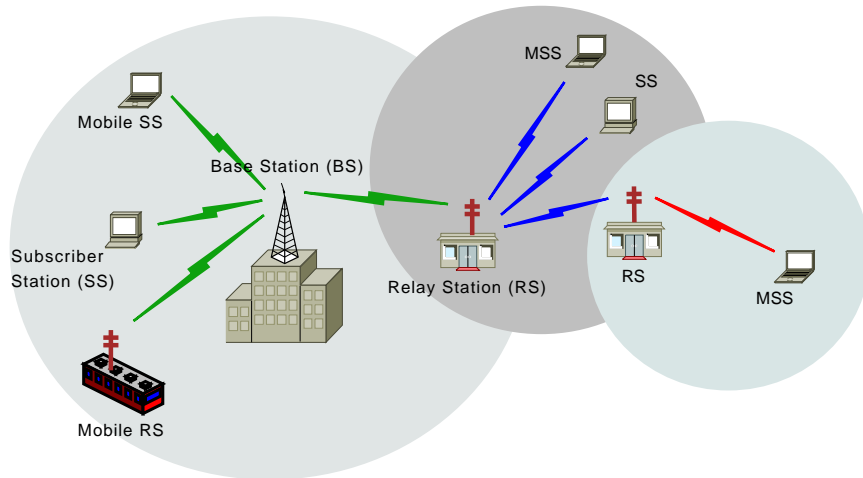 MSS
SS
Mobile SS
Base Station (BS)
Subscriber
Station (SS)
Relay Station (RS)
RS
MSS
Mobile RS